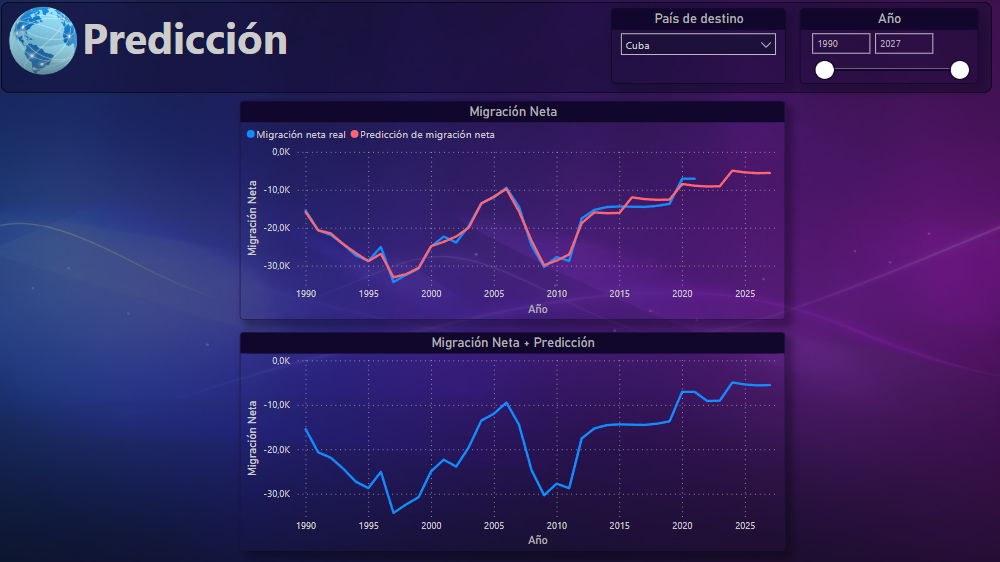 Predicción
País de destino
Cuba
Año
1990 2027
Migración Neta
Migración neta real Predicción de migración neta
0,0K
-10,0K
-20,0K
-30,0K
Migración Neta
1990 1995 2000 2005 2010 2015 2020 2025
Año
Migración Neta + Predicción
0,0K
-10,0K
-20,0K
-30,0K
Migración Neta
1990 1995 2000 2005 2010 2015 2020 2025
Año